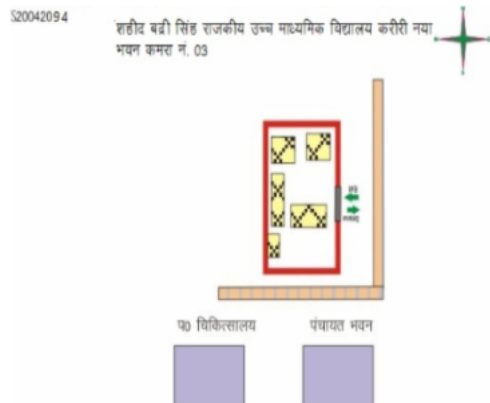 S20042094
शहीद बद्री सिंह राजकीय उच्च माध्यमिक विद्यालय करीरी नया
भवन कमरा नं. 03
प0 चिकित्सालय
पंचायत भवन